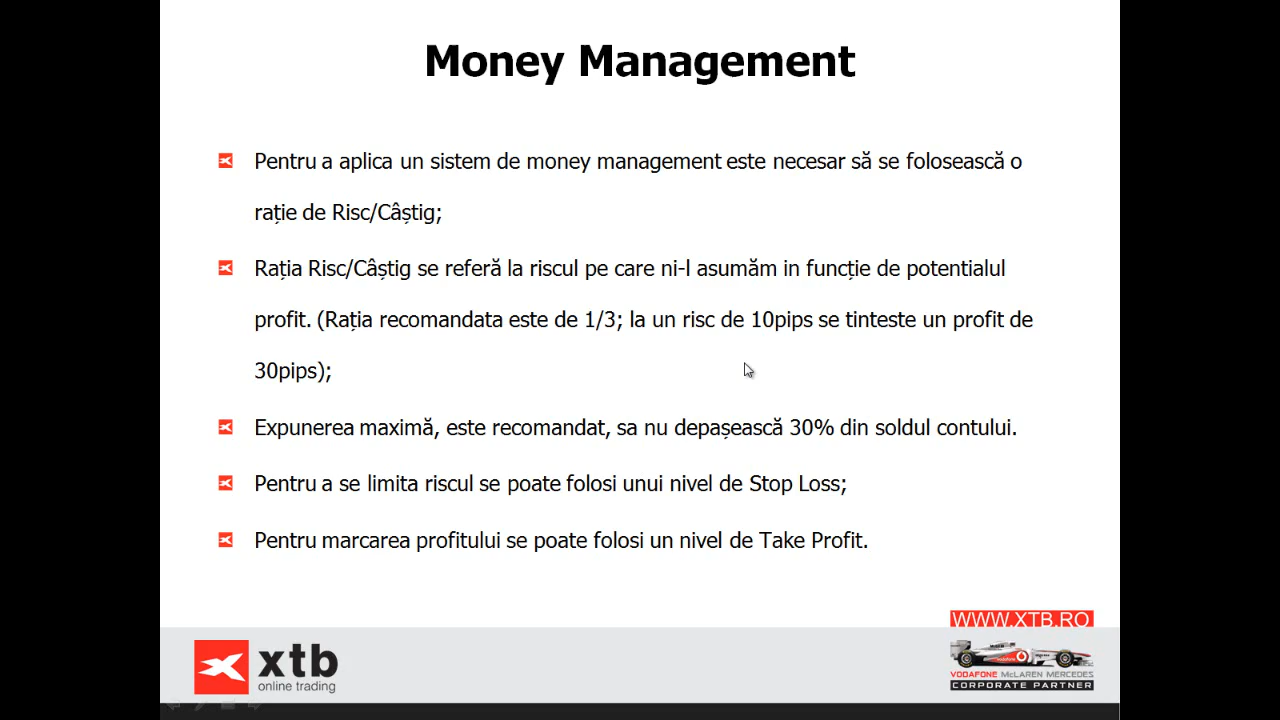 Money Management
Pentru a aplica un sistem de money management este necesar să se folosească o
rație de Risc/Câștig;
Rația Risc/Câștig se referă la riscul pe care ni-l asumăm in funcție de potentialul
profit. (Rația recomandata este de 1/3; la un risc de 10pips se tinteste un profit de
30pips);
Expunerea maximă, este recomandat, sa nu depașească 30% din soldul contului.
Pentru a se limita riscul se poate folosi unui nivel de Stop Loss;
Pentru marcarea profitului se poate folosi un nivel de Take Profit.
WWW.XTB.RO
xtb
online trading
vodafone
VODAFONE McLAREN MERCEDES
CORPORATE PARTNER